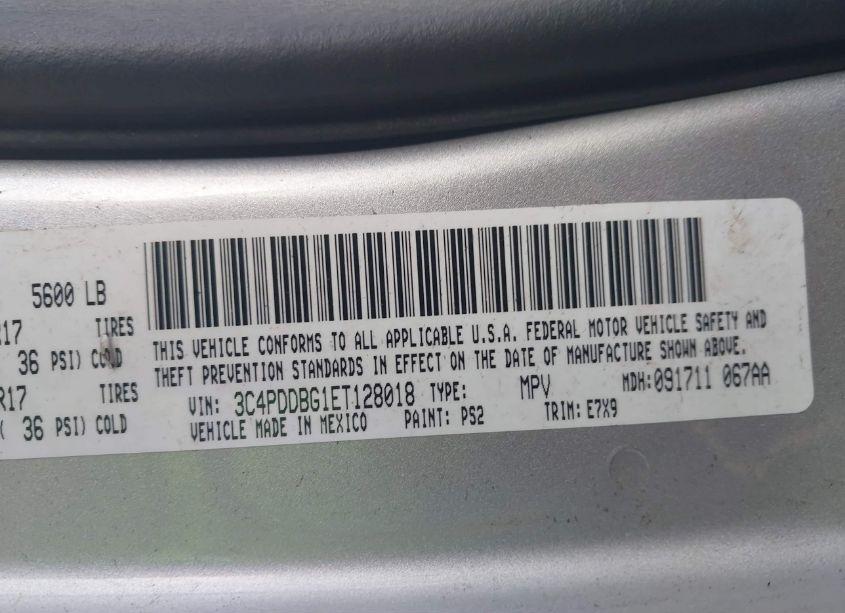 5600 LB
R17 TIRES
36 PSI) COLD
R17 TIRES
( 36 PSI) COLD
THIS VEHICLE CONFORMS TO ALL APPLICABLE U.S.A. FEDERAL MOTOR VEHICLE SAFETY AND
THEFT PREVENTION STANDARDS IN EFFECT ON THE DATE OF MANUFACTURE SHOWN ABOVE.
VIN: 3C4PDDBG1ET128018 TYPE: MPV MDH:091711 067AA
VEHICLE MADE IN MEXICO PAINT: PS2 TRIM: E7X9